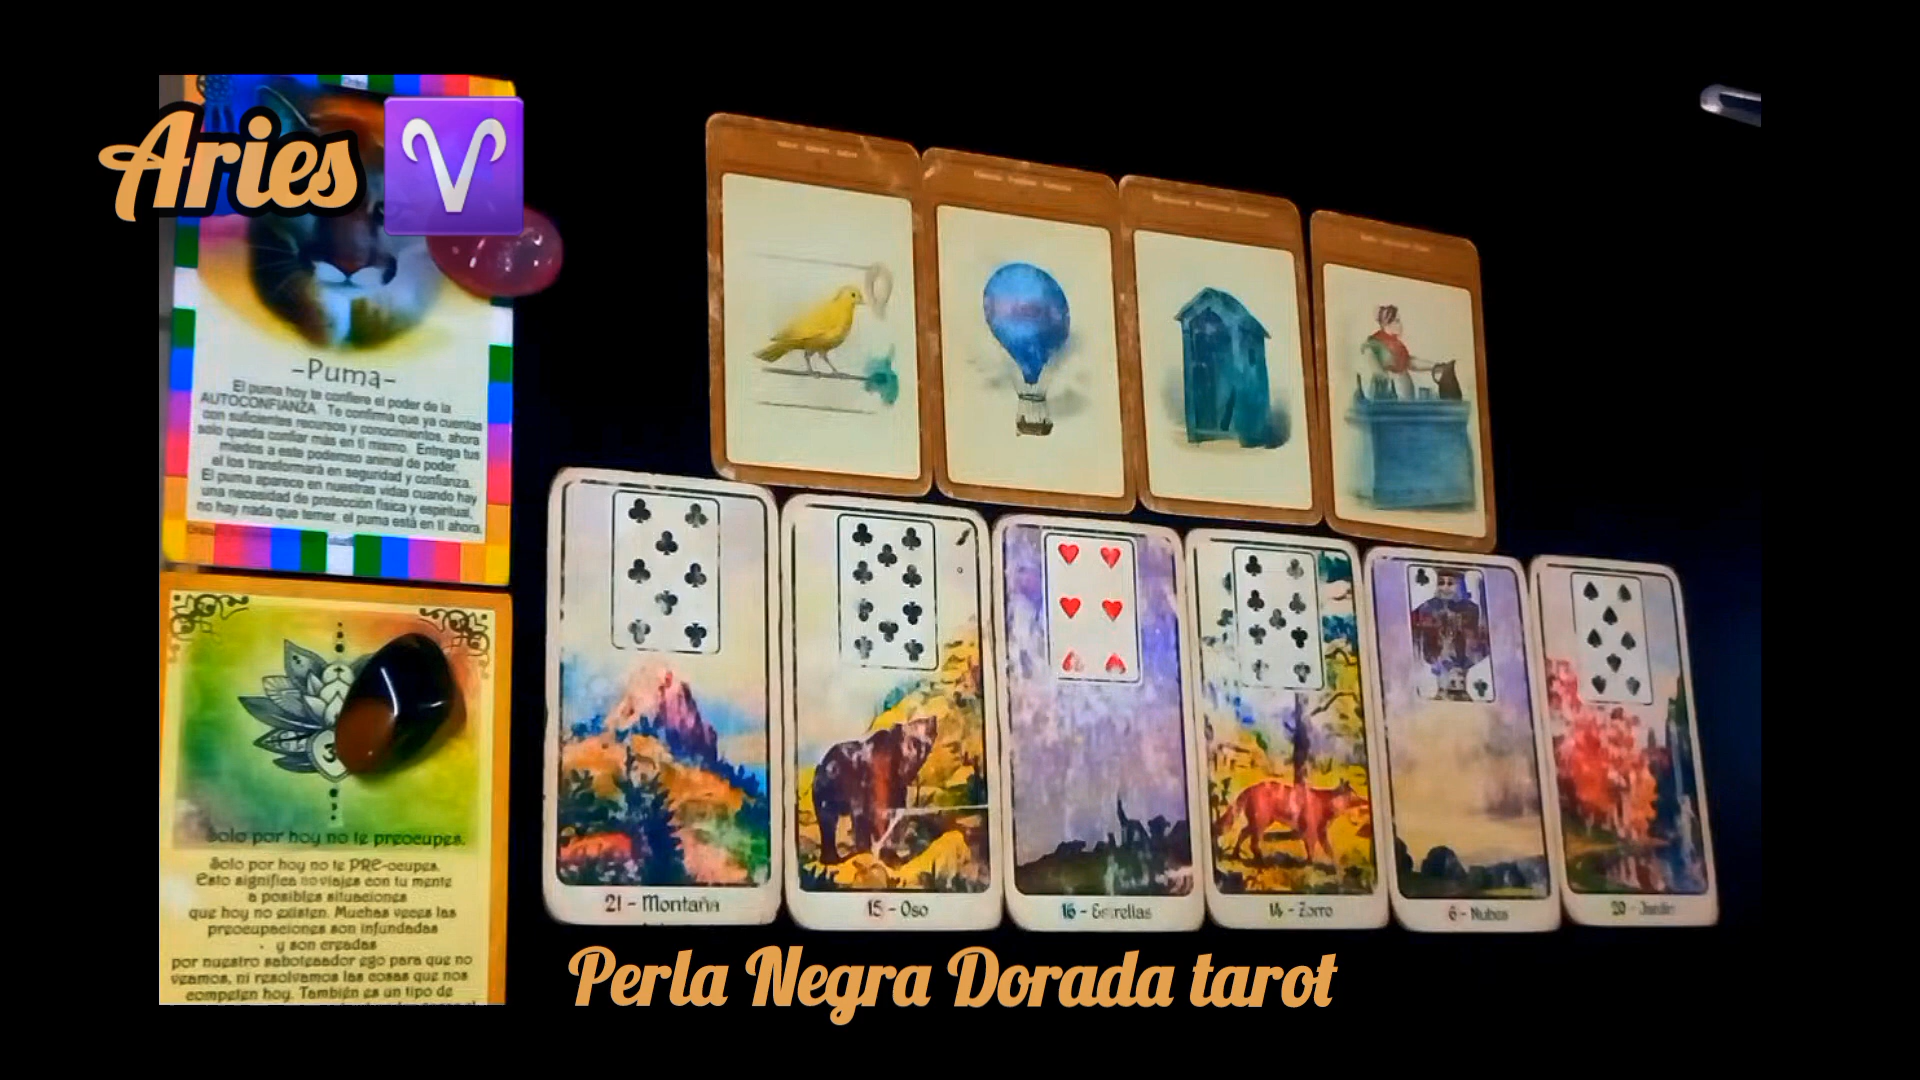 Aries
-Puma-
El puma hoy te confiere el poder de la
AUTOCONFIANZA. Te confirma que ya cuentas
con suficientes recursos y conocimientos, ahora
solo queda confiar más en ti mismo. Entrega tus
miedos a este poderoso animal de poder,
el los transformará en seguridad y confianza.
El puma aparece en nuestras vidas cuando hay
una necesidad de protección física y espiritual,
no hay nada que temer, el puma está en ti ahora.
3
Solo por hoy no te preocupes.
Solo por hoy no te PRE-ocupes.
Esto significa no viajes con tu mente
a posibles situaciones
que hoy no existen. Muchas veces las
preocupaciones son infundadas
y son creadas
por nuestro saboteador ego para que no
veamos, ni resolvamos las cosas que nos
competen hoy. También es un tipo de
21 - Montaña
15 - Oso
16 - Estrellas
14 - Zorro
6 - Nubes
20 - Jardín
Perla Negra Dorada tarot